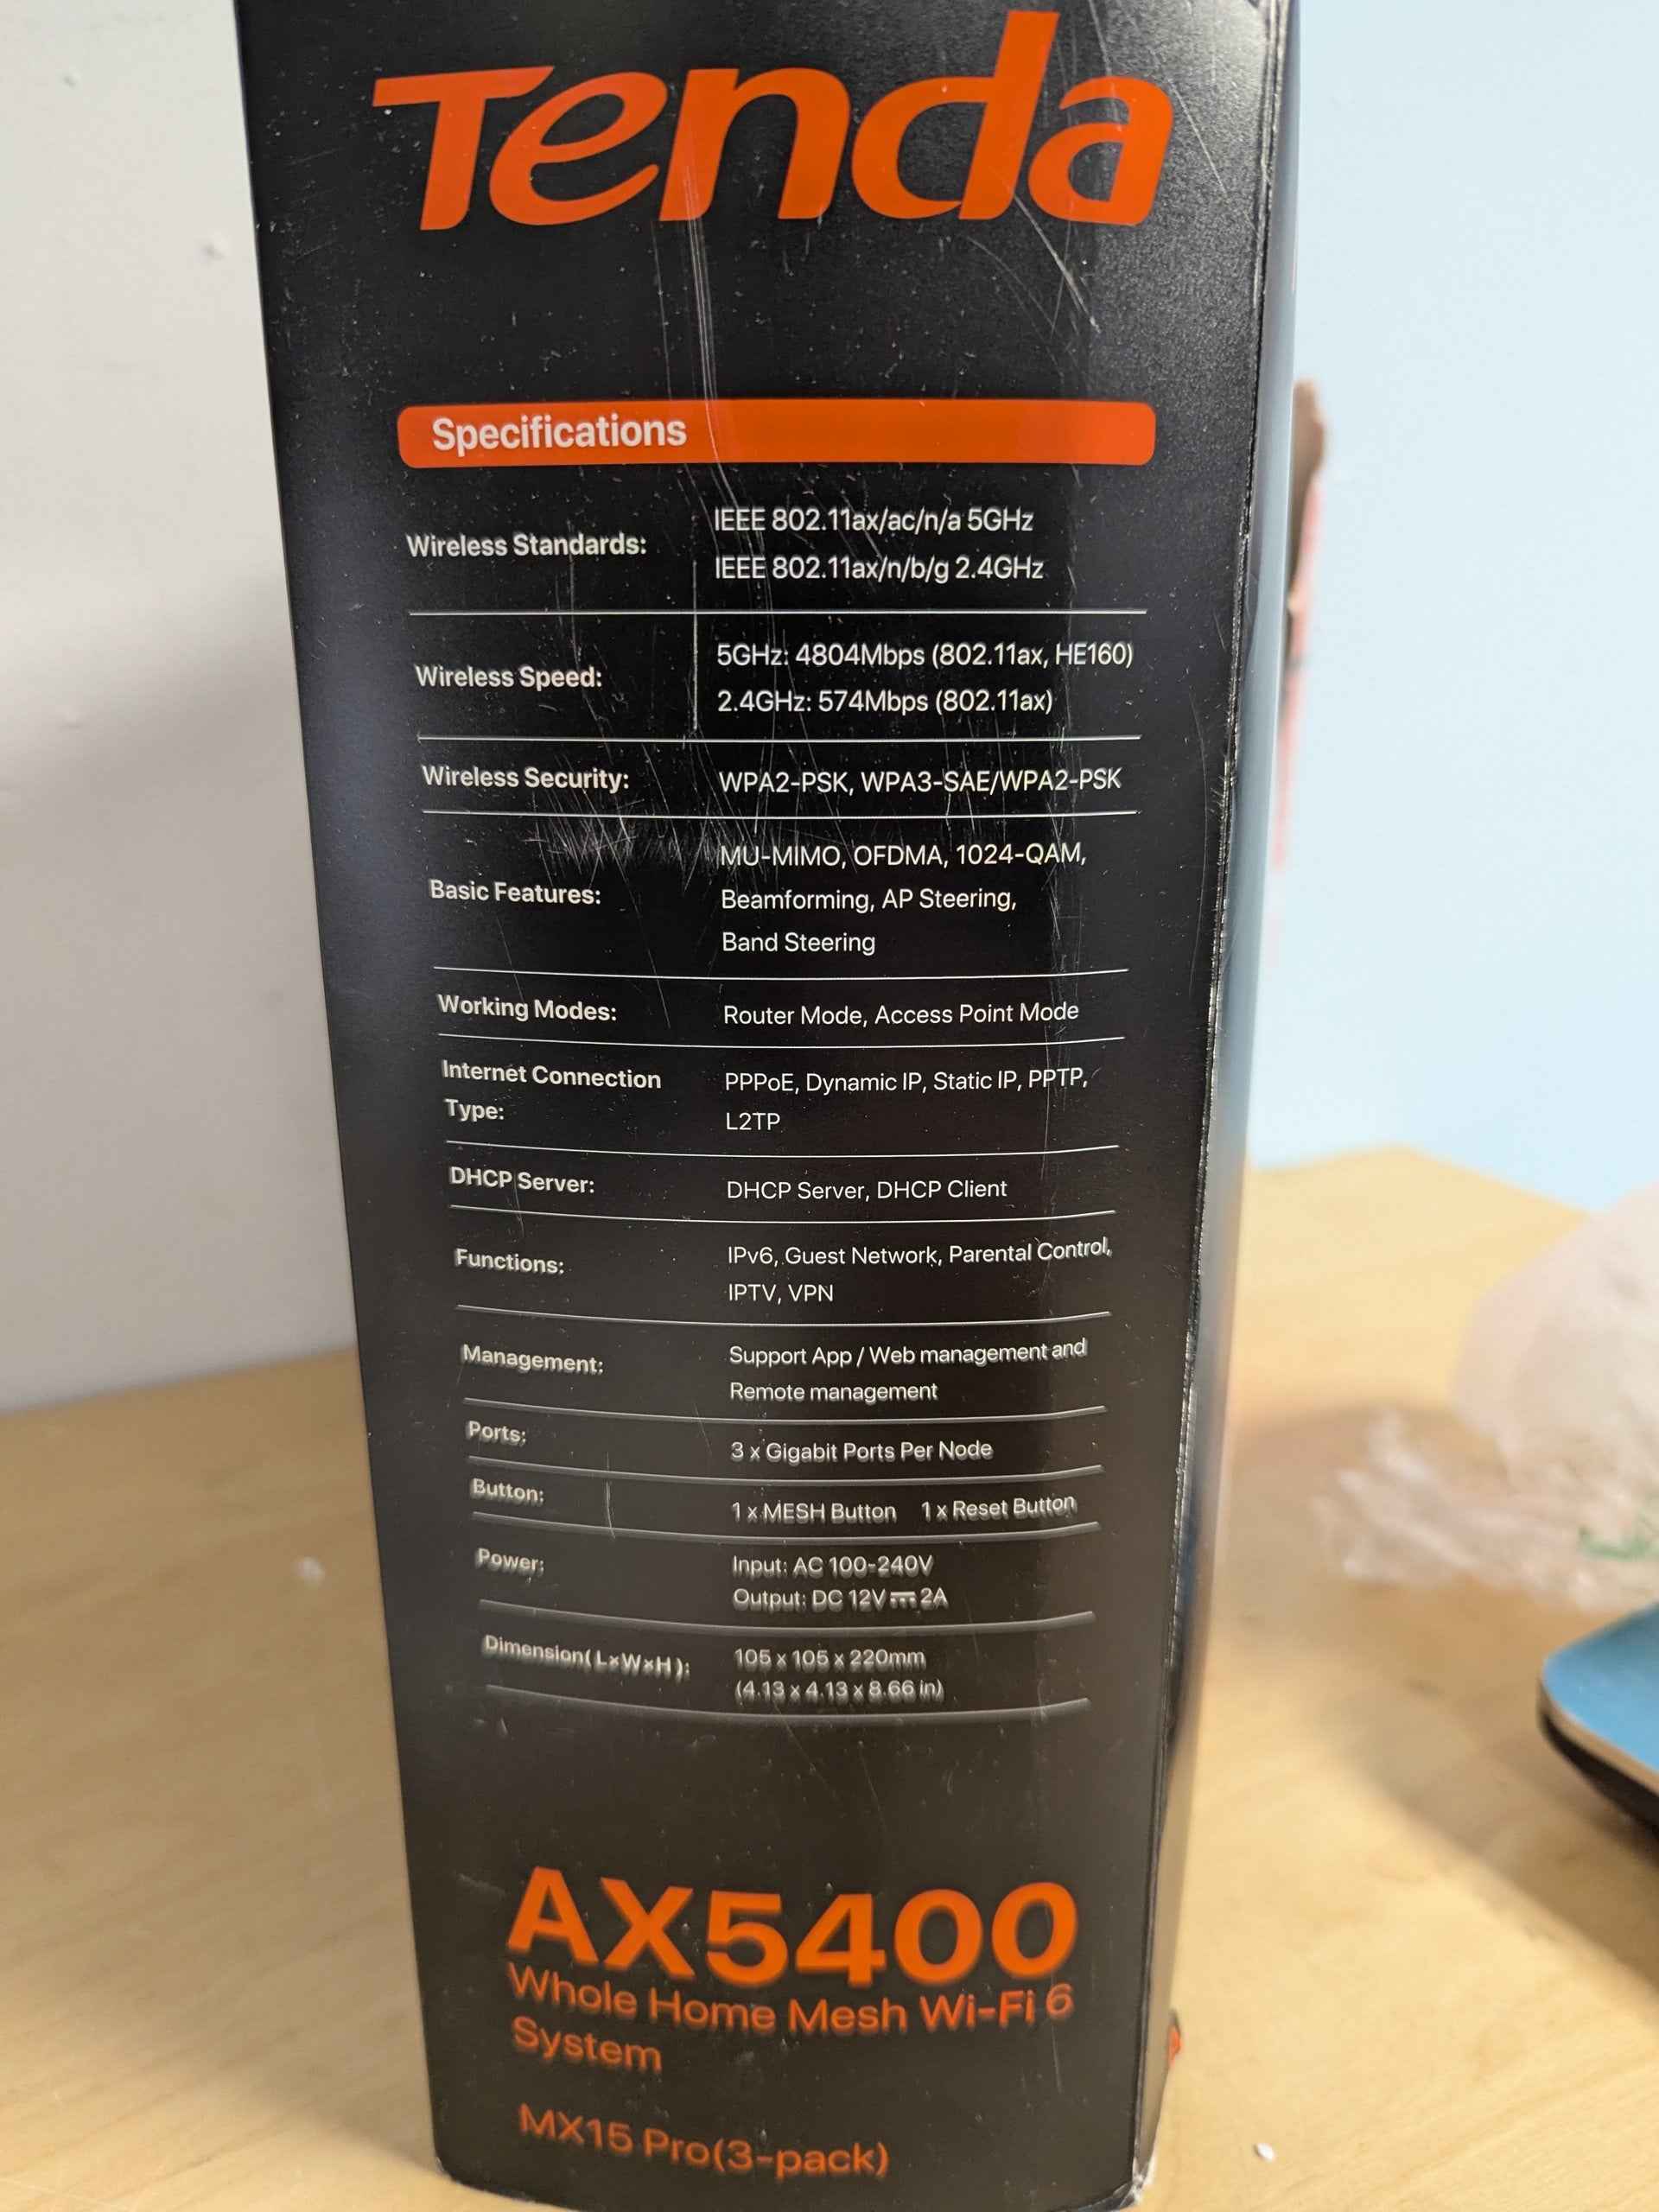 Tenda
Specifications
Wireless Standards:
IEEE 802.11ax/ac/n/a 5GHz
IEEE 802.11ax/n/b/g 2.4GHz
Wireless Speed:
5GHz: 4804Mbps (802.11ax, HE160)
2.4GHz: 574Mbps (802.11ax)
Wireless Security:
WPA2-PSK, WPA3-SAE/WPA2-PSK
Basic Features:
MU-MIMO, OFDMA, 1024-QAM,
Beamforming, AP Steering,
Band Steering
Working Modes:
Router Mode, Access Point Mode
Internet Connection
Type:
PPPoE, Dynamic IP, Static IP, PPTP,
L2TP
DHCP Server:
DHCP Server, DHCP Client
Functions:
IPv6, Guest Network, Parental Control,
IPTV, VPN
Management:
Support App / Web management and
Remote management
Ports:
3 x Gigabit Ports Per Node
Button:
1 x MESH Button 1 x Reset Button
Power:
Input: AC 100-240V
Output: DC 12V⎓2A
Dimension(L×W×H):
105 x 105 x 220mm
(4.13 x 4.13 x 8.66 in)
AX5400
Whole Home Mesh Wi-Fi 6
System
MX15 Pro(3-pack)